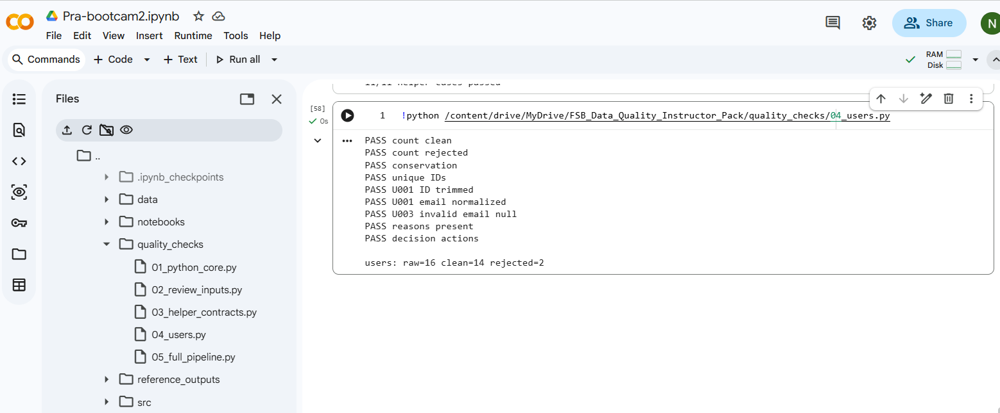 Pra-bootcam2.ipynb
File Edit View Insert Runtime Tools Help
Share
N
Commands + Code + Text Run all
RAM
Disk
Files
..
.ipynb_checkpoints
data
notebooks
quality_checks
01_python_core.py
02_review_inputs.py
03_helper_contracts.py
04_users.py
05_full_pipeline.py
reference_outputs
src
11/11 helper cases passed
[58]
0s
1 !python /content/drive/MyDrive/FSB_Data_Quality_Instructor_Pack/quality_checks/04_users.py
PASS count clean
PASS count rejected
PASS conservation
PASS unique IDs
PASS U001 ID trimmed
PASS U001 email normalized
PASS U003 invalid email null
PASS reasons present
PASS decision actions
users: raw=16 clean=14 rejected=2